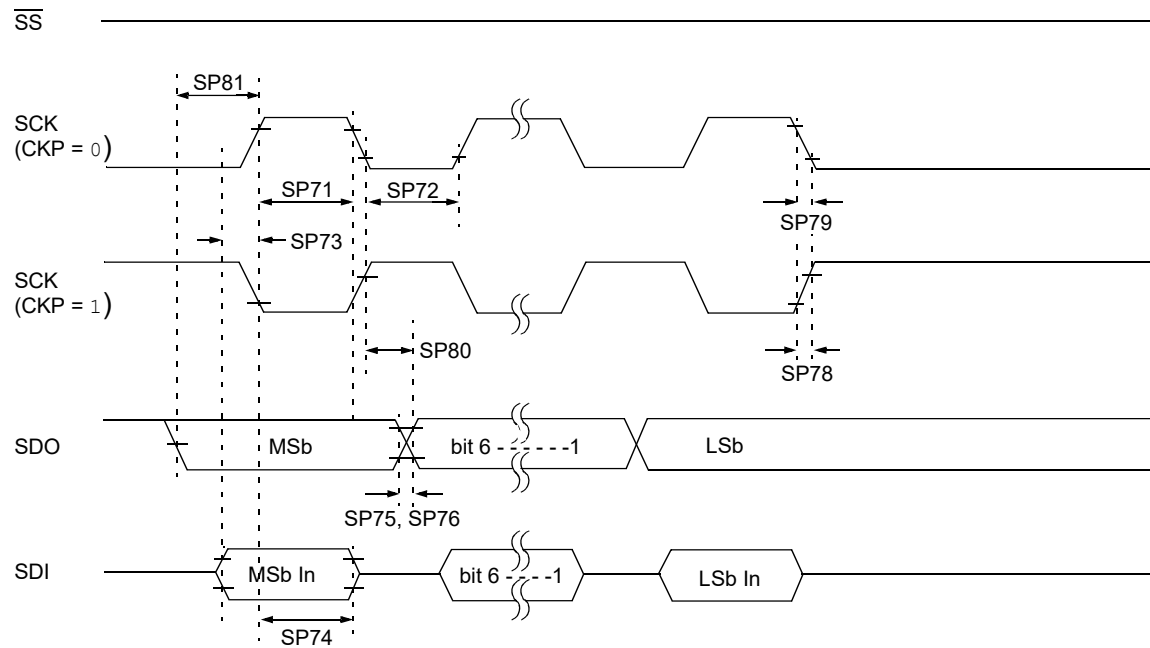 SS
SP81
SCK
(CKP = 0)
SP71
SP72
SP79
SP73
SCK
(CKP = 1)
SP80
SP78
SDO
MSb
bit 6 - - - - - - -1
LSb
SP75, SP76
SDI
MSb In
bit 6 - - - - -1
LSb In
SP74